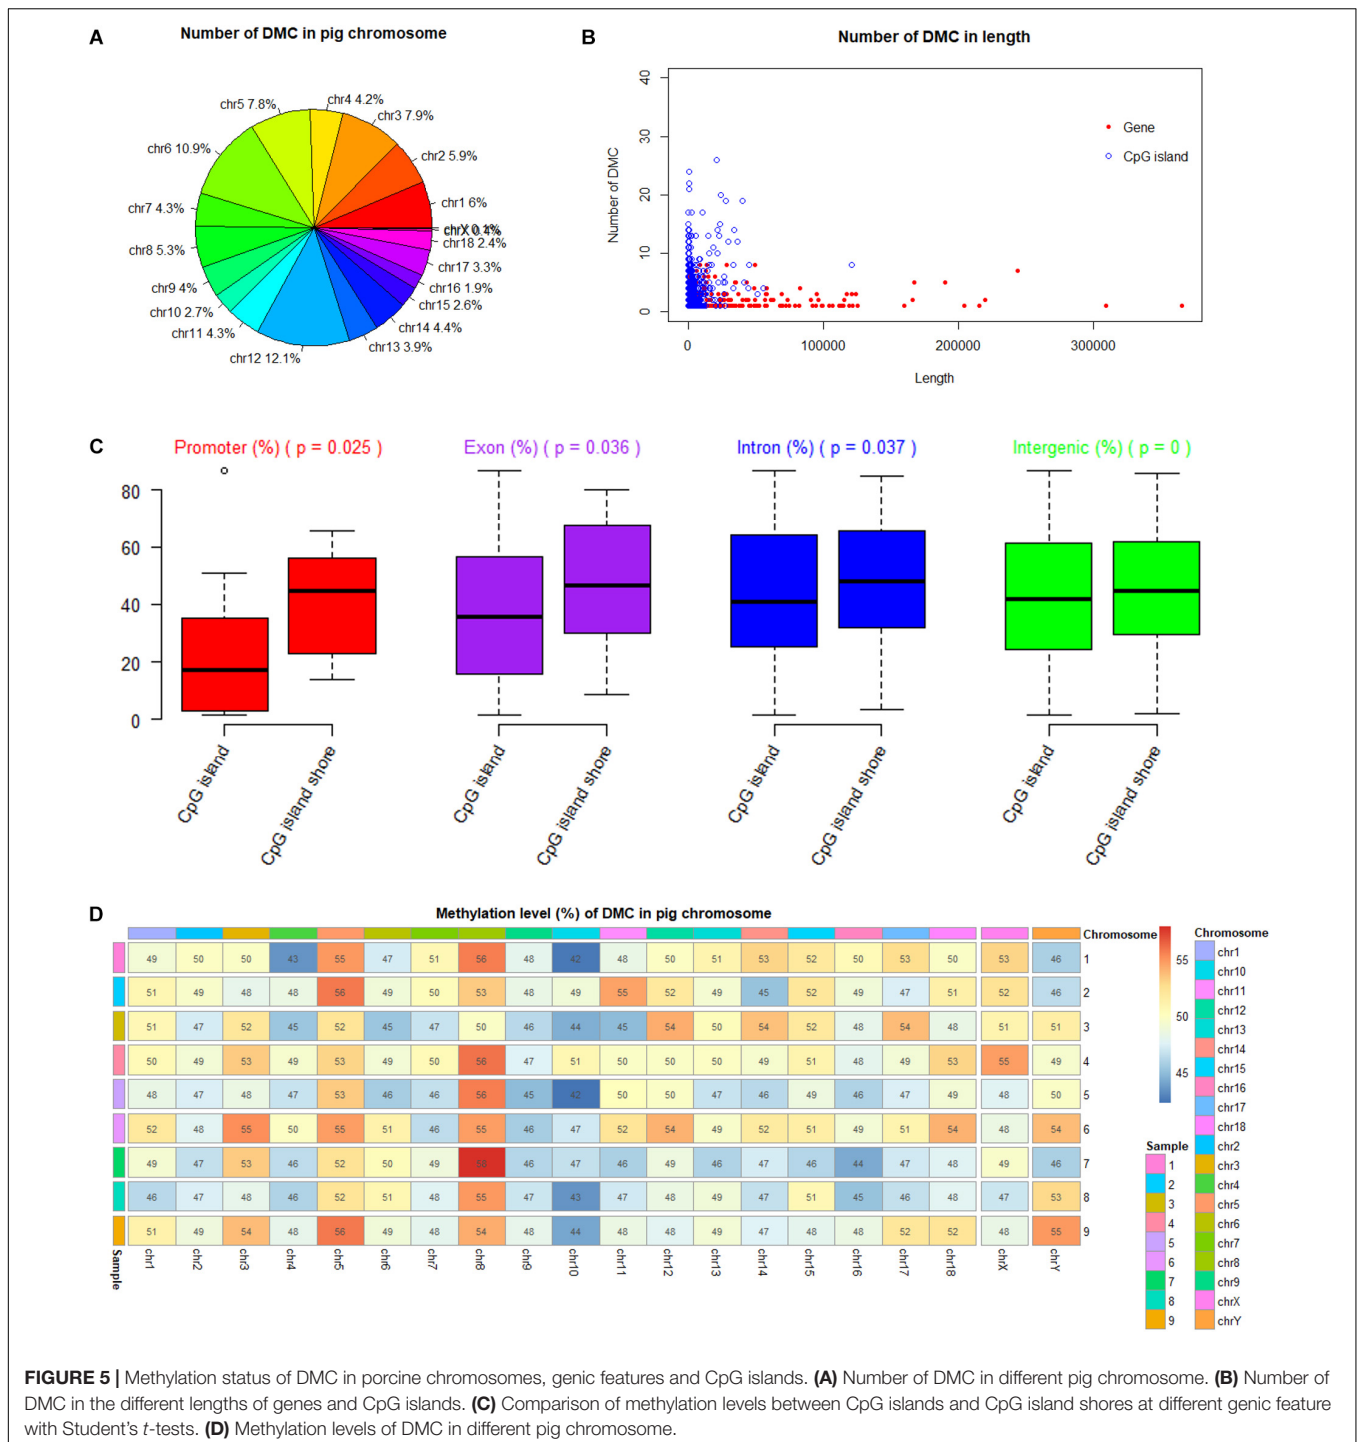 A
Number of DMC in pig chromosome
chr5 7.8%
chr4 4.2%
chr3 7.9%
chr6 10.9%
chr2 5.9%
chr7 4.3%
chr1 6%
chr8 5.3%
chr18 2.4%
chr9 4%
chr17 3.3%
chr10 2.7%
chr16 1.9%
chr11 4.3%
chr15 2.6%
chr12 12.1%
chr14 4.4%
chr13 3.9%
B
Number of DMC in length
Number of DMC
40
30
20
10
0
Gene
CpG island
0 100000 200000 300000
Length
C
Promoter (%) ( p = 0.025 ) Exon (%) ( p = 0.036 ) Intron (%) ( p = 0.037 ) Intergenic (%) ( p = 0 )
80
60
40
20
0
CpG island CpG island shore CpG island CpG island shore CpG island CpG island shore CpG island CpG island shore
D
Methylation level (%) of DMC in pig chromosome
Chromosome
49 50 50 43 55 47 51 56 48 42 48 50 51 53 52 50 53 50 53 46 1
51 49 48 48 56 49 50 53 48 49 55 52 49 45 52 49 47 51 52 46 2
51 47 52 45 52 45 47 50 46 44 45 54 50 54 52 48 54 48 51 51 3
50 49 53 49 53 49 50 56 47 51 50 50 50 49 51 48 49 53 55 49 4
48 47 48 47 53 46 46 56 45 42 50 50 47 46 49 46 47 49 48 50 5
52 48 55 50 55 51 46 55 46 47 52 54 49 52 51 49 51 54 48 54 6
49 47 53 46 52 50 49 58 46 47 46 49 46 47 46 44 47 48 49 46 7
46 47 48 46 52 51 48 55 46 43 47 48 49 47 51 45 46 48 47 53 8
51 49 54 48 56 49 48 54 48 44 48 48 49 47 48 48 52 52 48 55 9
Sample
chr1 chr2 chr3 chr4 chr5 chr6 chr7 chr8 chr9 chr10 chr11 chr12 chr13 chr14 chr15 chr16 chr17 chr18 chrX chrY
55
50
45
Sample
1
2
3
4
5
6
7
8
9
Chromosome
chr1
chr10
chr11
chr12
chr13
chr14
chr15
chr16
chr17
chr18
chr2
chr3
chr4
chr5
chr6
chr7
chr8
chr9
chrX
chrY
FIGURE 5 | Methylation status of DMC in porcine chromosomes, genic features and CpG islands. (A) Number of DMC in different pig chromosome. (B) Number of
DMC in the different lengths of genes and CpG islands. (C) Comparison of methylation levels between CpG islands and CpG island shores at different genic feature
with Student's t-tests. (D) Methylation levels of DMC in different pig chromosome.